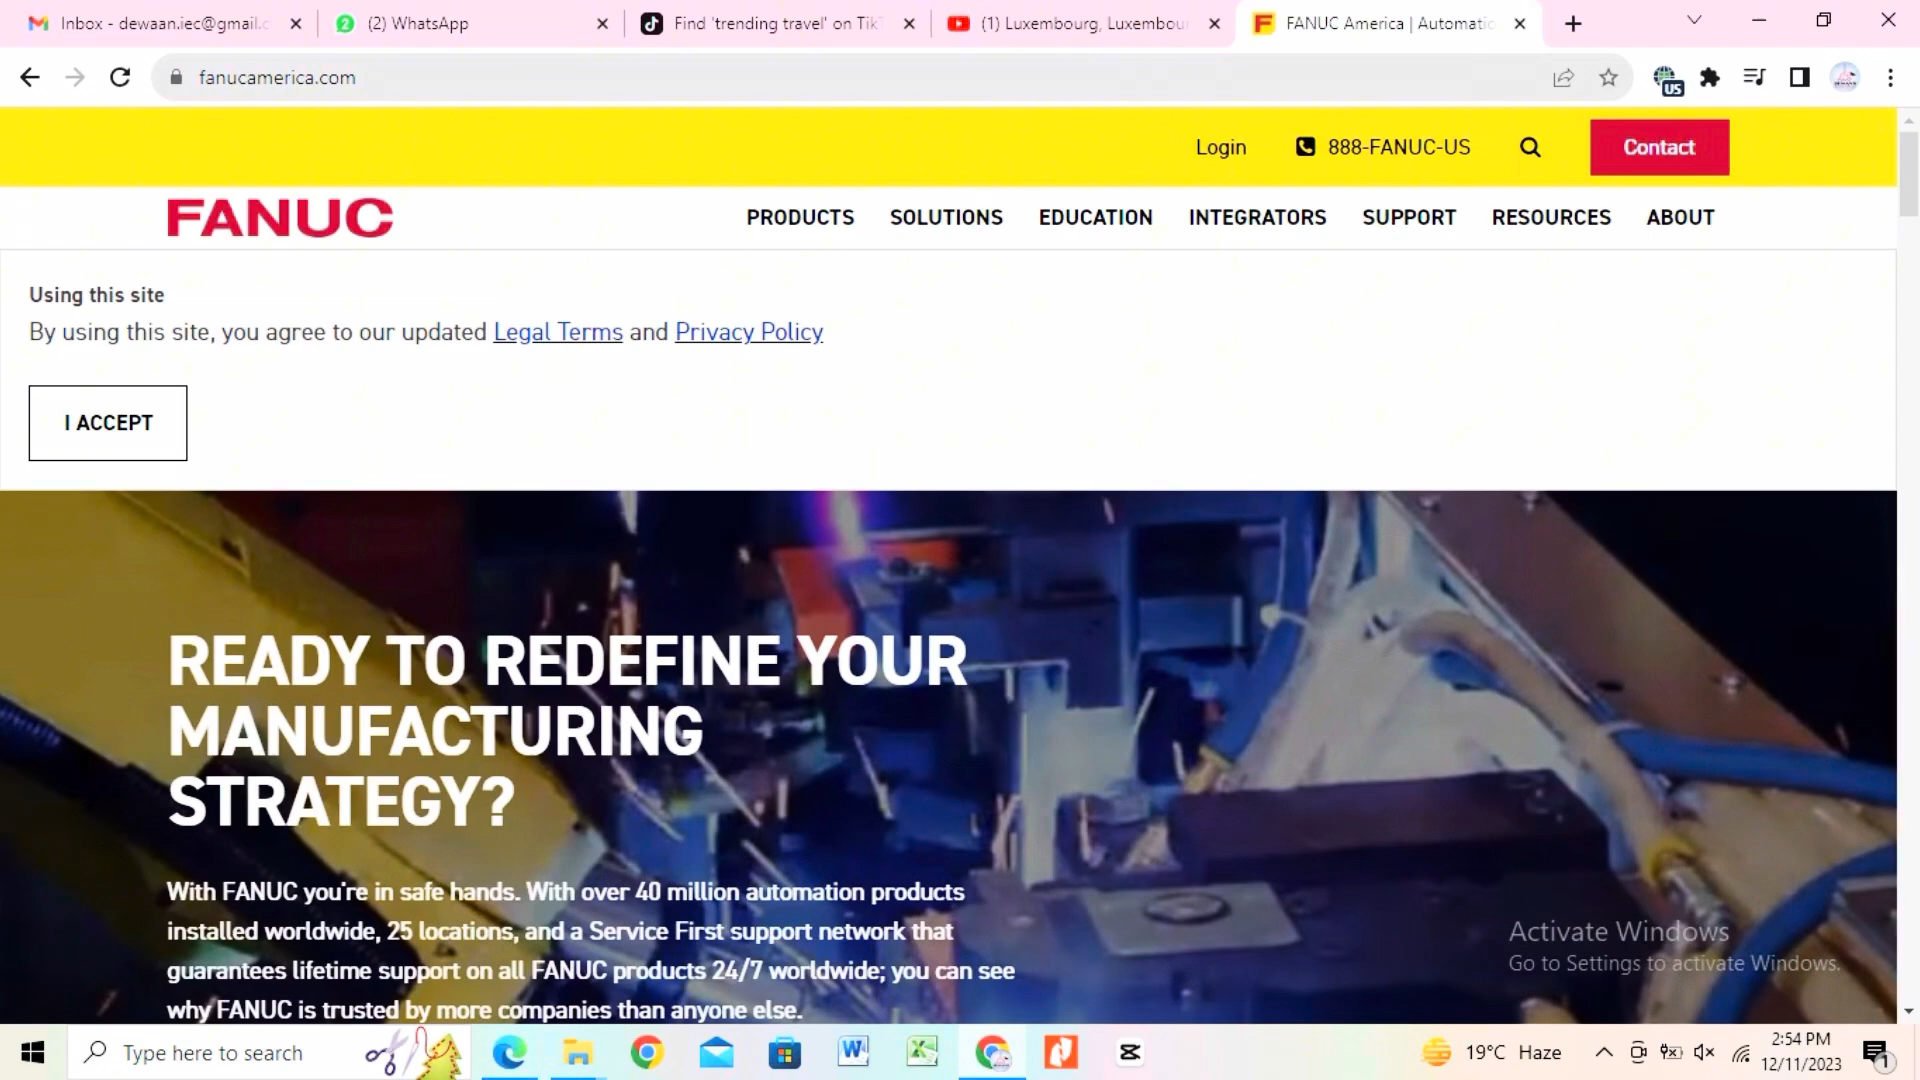 Inbox - dewaan.iec@gmail.c
(2) WhatsApp
Find 'trending travel' on TikT
(1) Luxembourg, Luxembour
FANUC America | Automatio
fanucamerica.com
US
Login
888-FANUC-US
Contact
FANUC
PRODUCTS
SOLUTIONS
EDUCATION
INTEGRATORS
SUPPORT
RESOURCES
ABOUT
Using this site
By using this site, you agree to our updated Legal Terms and Privacy Policy
I ACCEPT
READY TO REDEFINE YOUR
MANUFACTURING
STRATEGY?
With FANUC you're in safe hands. With over 40 million automation products
installed worldwide, 25 locations, and a Service First support network that
guarantees lifetime support on all FANUC products 24/7 worldwide; you can see
why FANUC is trusted by more companies than anyone else.
Activate Windows
Go to Settings to activate Windows.
Type here to search
19°C Haze
2:54 PM
12/11/2023
1